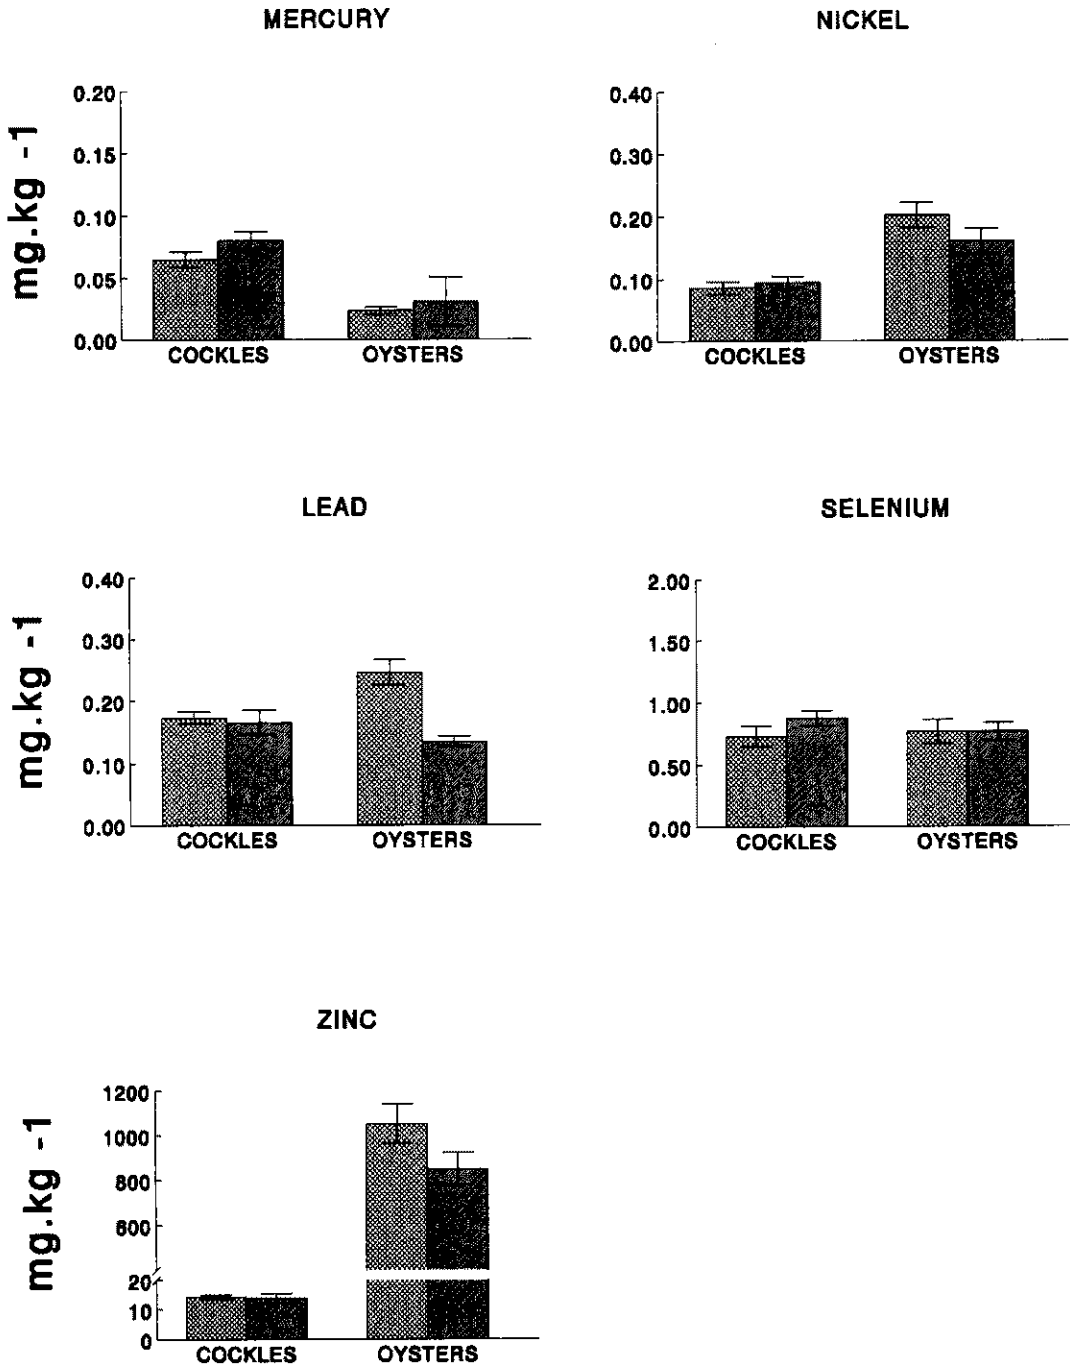 MERCURY
mg.kg -1
0.20
0.15
0.10
0.05
0.00
COCKLES OYSTERS
NICKEL
0.40
0.30
0.20
0.10
0.00
COCKLES OYSTERS
LEAD
mg.kg -1
0.40
0.30
0.20
0.10
0.00
COCKLES OYSTERS
SELENIUM
2.00
1.50
1.00
0.50
0.00
COCKLES OYSTERS
ZINC
mg.kg -1
1200
1000
800
600
20
10
0
COCKLES OYSTERS